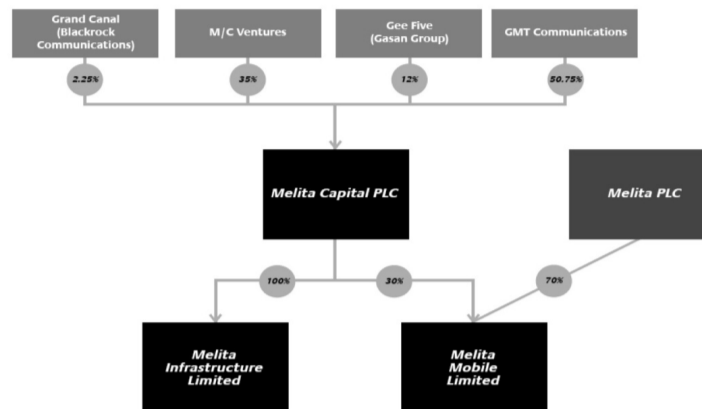 Grand Canal
(Blackrock
Communications)
M/C Ventures
Gee Five
(Gasan Group)
GMT Communications
2.25%
35%
12%
50.75%
Melita Capital PLC
Melita PLC
100%
30%
70%
Melita
Infrastructure
Limited
Melita
Mobile
Limited